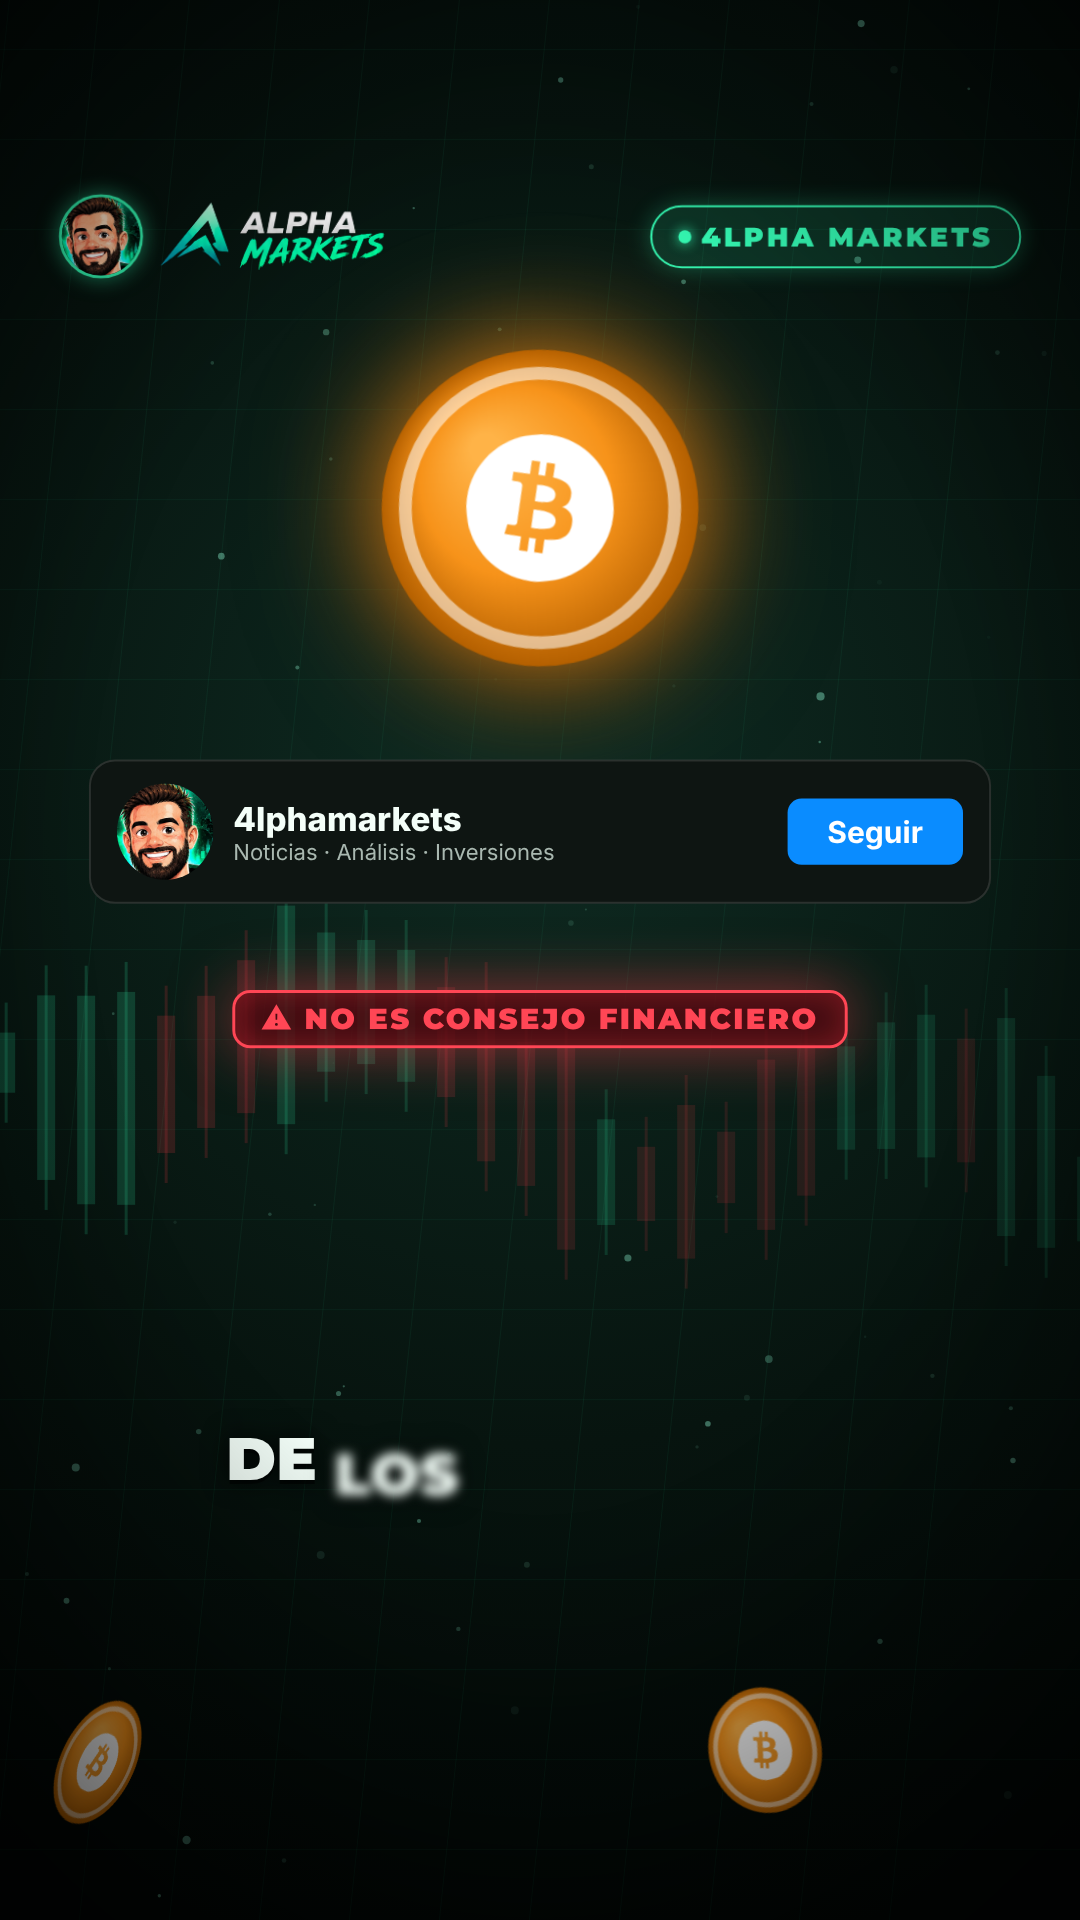 ALPHA
MARKETS
4LPHA MARKETS
4lphamarkets
Noticias · Análisis · Inversiones
Seguir
NO ES CONSEJO FINANCIERO
DE LOS